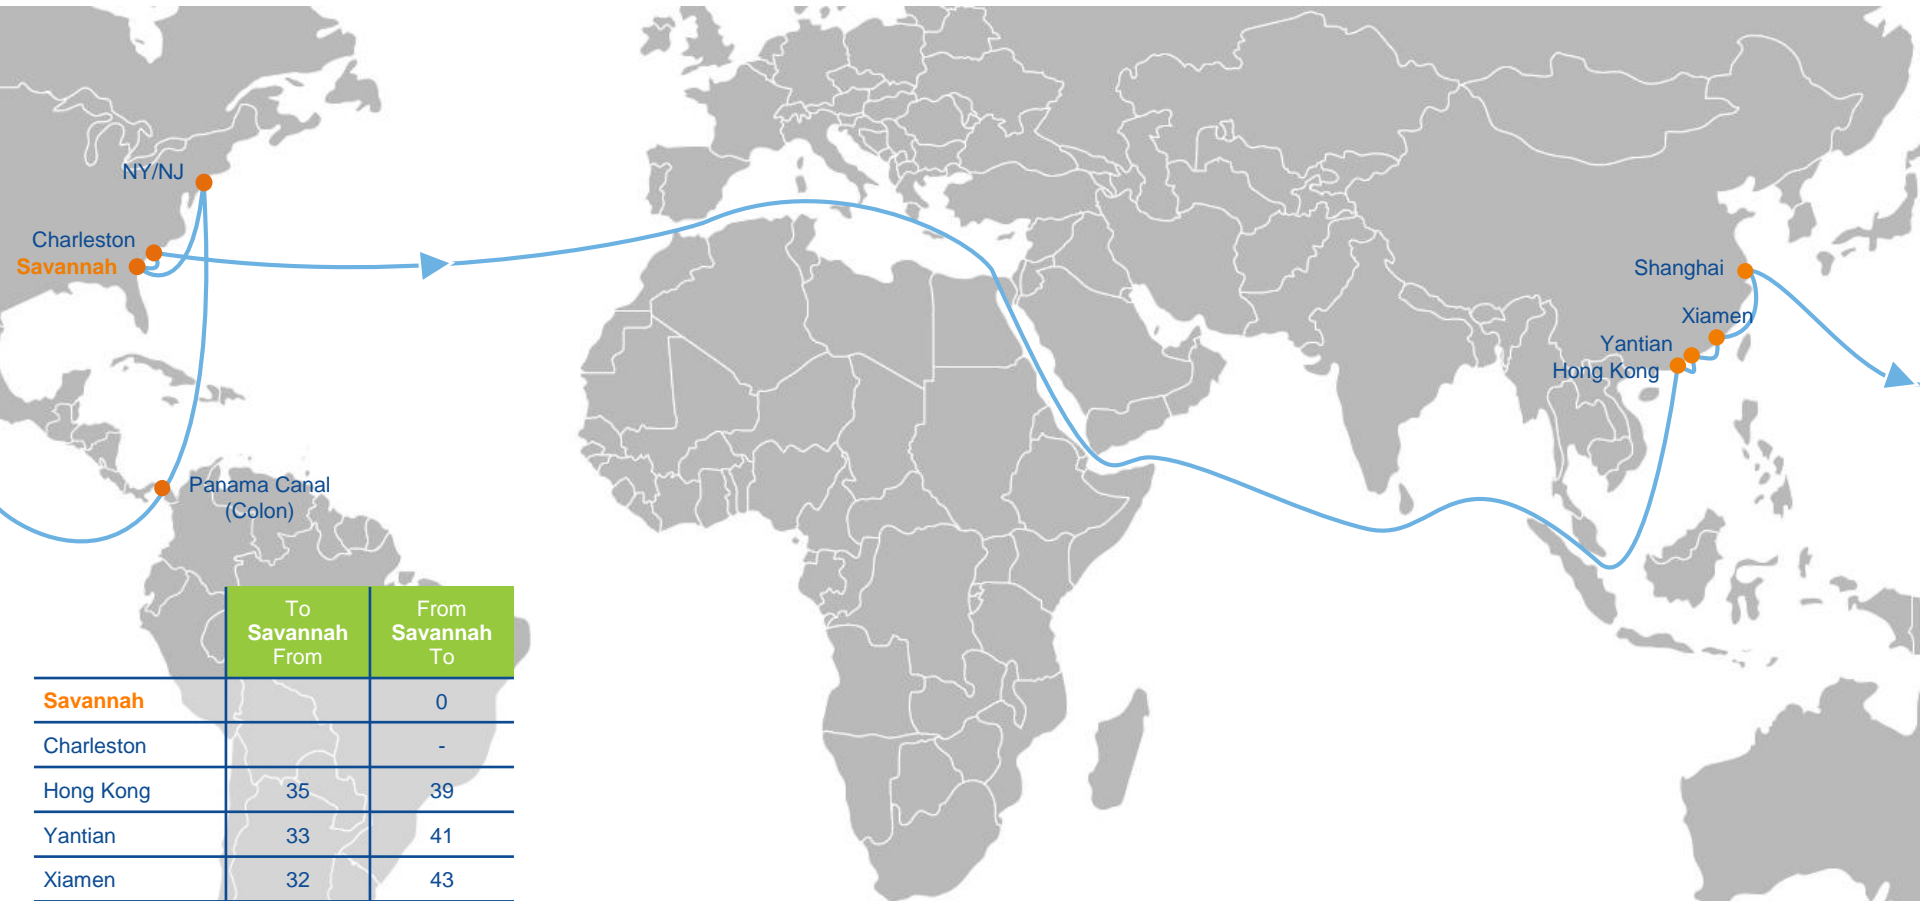 NY/NJ
Charleston
Savannah
Shanghai
Xiamen
Yantian
Hong Kong
Panama Canal
(Colon)
To Savannah From
From Savannah To
Savannah 0
Charleston -
Hong Kong 35 39
Yantian 33 41
Xiamen 32 43